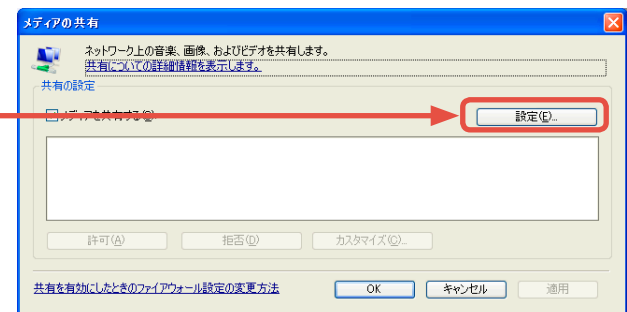 メディアの共有
ネットワーク上の音楽、画像、およびビデオを共有します。
共有についての詳細情報を表示します。
共有の設定
メディアを共有する(S)
設定(E)...
許可(A)
拒否(D)
カスタマイズ(C)...
共有を有効にしたときのファイアウォール設定の変更方法
OK
キャンセル
適用